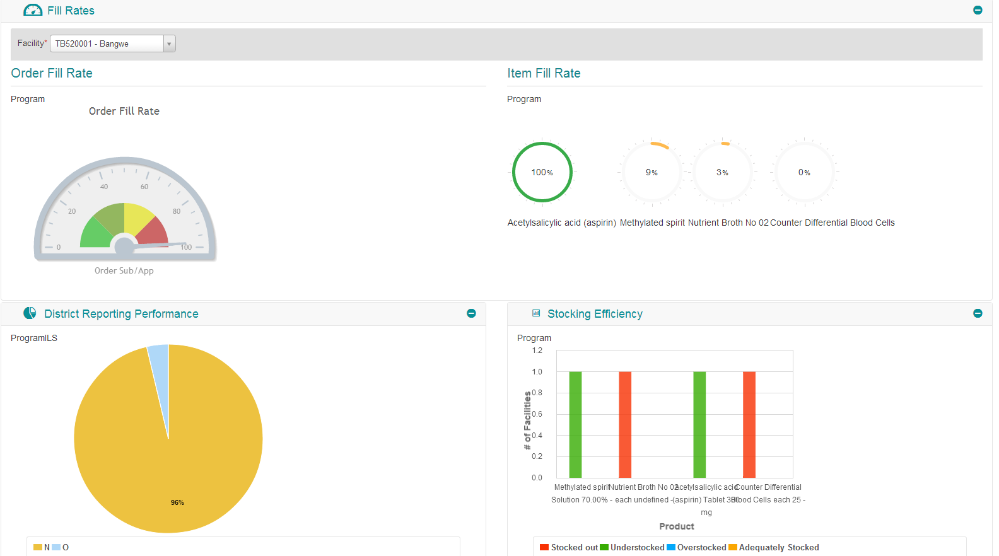 Fill Rates
Facility* TB520001 - Bangwe
Order Fill Rate
Program
Order Fill Rate
0
20
40
60
80
100
Order Sub/App
Item Fill Rate
Program
100% 9% 3% 0%
Acetylsalicylic acid (aspirin) Methylated spirit Nutrient Broth No 02 Counter Differential Blood Cells
District Reporting Performance
ProgramILS
96%
N O
Stocking Efficiency
Program
# of Facilities
1.2
1.0
0.8
0.6
0.4
0.2
0.0
Methylated spirit
Solution 70.00% -
Nutrient Broth No 02
each undefined -
Acetylsalicylic acid
(aspirin) Tablet 300
mg
Counter Differential
Blood Cells each 25 -
Product
Stocked out Understocked Overstocked Adequately Stocked